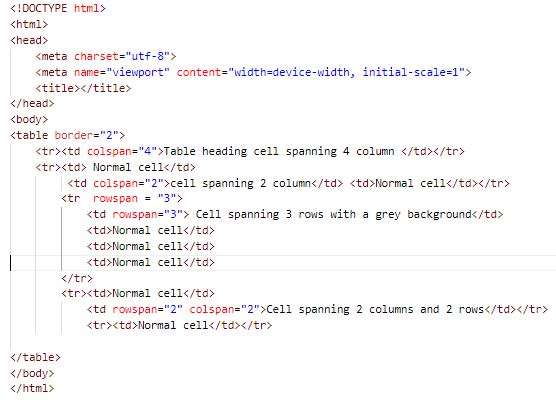 <!DOCTYPE html>
<html>
<head>
<meta charset="utf-8">
<meta name="viewport" content="width=device-width, initial-scale=1">
<title></title>
</head>
<body>
<table border="2">
<tr><td colspan="4">Table heading cell spanning 4 column </td></tr>
<tr><td> Normal cell</td>
<td colspan="2">cell spanning 2 column</td> <td>Normal cell</td></tr>
<tr  rowspan = "3">
<td rowspan="3"> Cell spanning 3 rows with a grey background</td>
<td>Normal cell</td>
<td>Normal cell</td>
<td>Normal cell</td>
</tr>
<tr><td>Normal cell</td>
<td rowspan="2" colspan="2">Cell spanning 2 columns and 2 rows</td></tr>
<tr><td>Normal cell</td></tr>
</table>
</body>
</html>